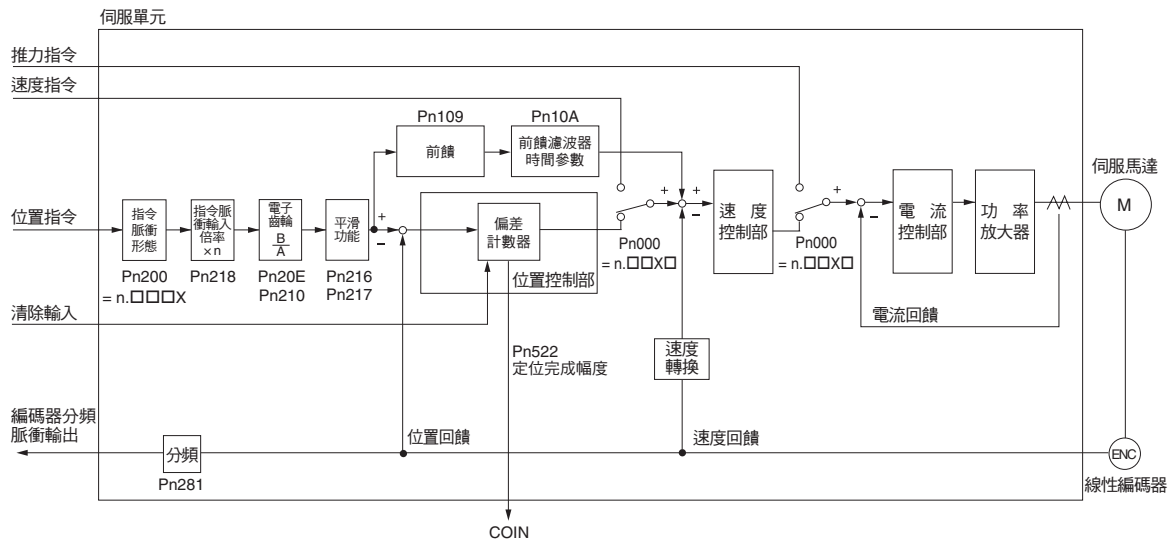 伺服單元
推力指令
速度指令
Pn109
Pn10A
前饋
前饋濾波器
時間參數
伺服馬達
M
位置指令
指令
脈衝
形態
指令脈
衝輸入
倍率
×n
電子
齒輪
B
A
平滑
功能
+
−
偏差
計數器
位置控制部
+
+
−
速 度
控制部
+
−
電 流
控制部
功 率
放大器
Pn200
= n.□□□X
Pn218
Pn20E
Pn210
Pn216
Pn217
Pn000
= n.□□X□
Pn000
= n.□□X□
清除輸入
電流回饋
Pn522
定位完成幅度
速度
轉換
編碼器分頻
脈衝輸出
位置回饋
速度回饋
分頻
Pn281
ENC
線性編碼器
COIN